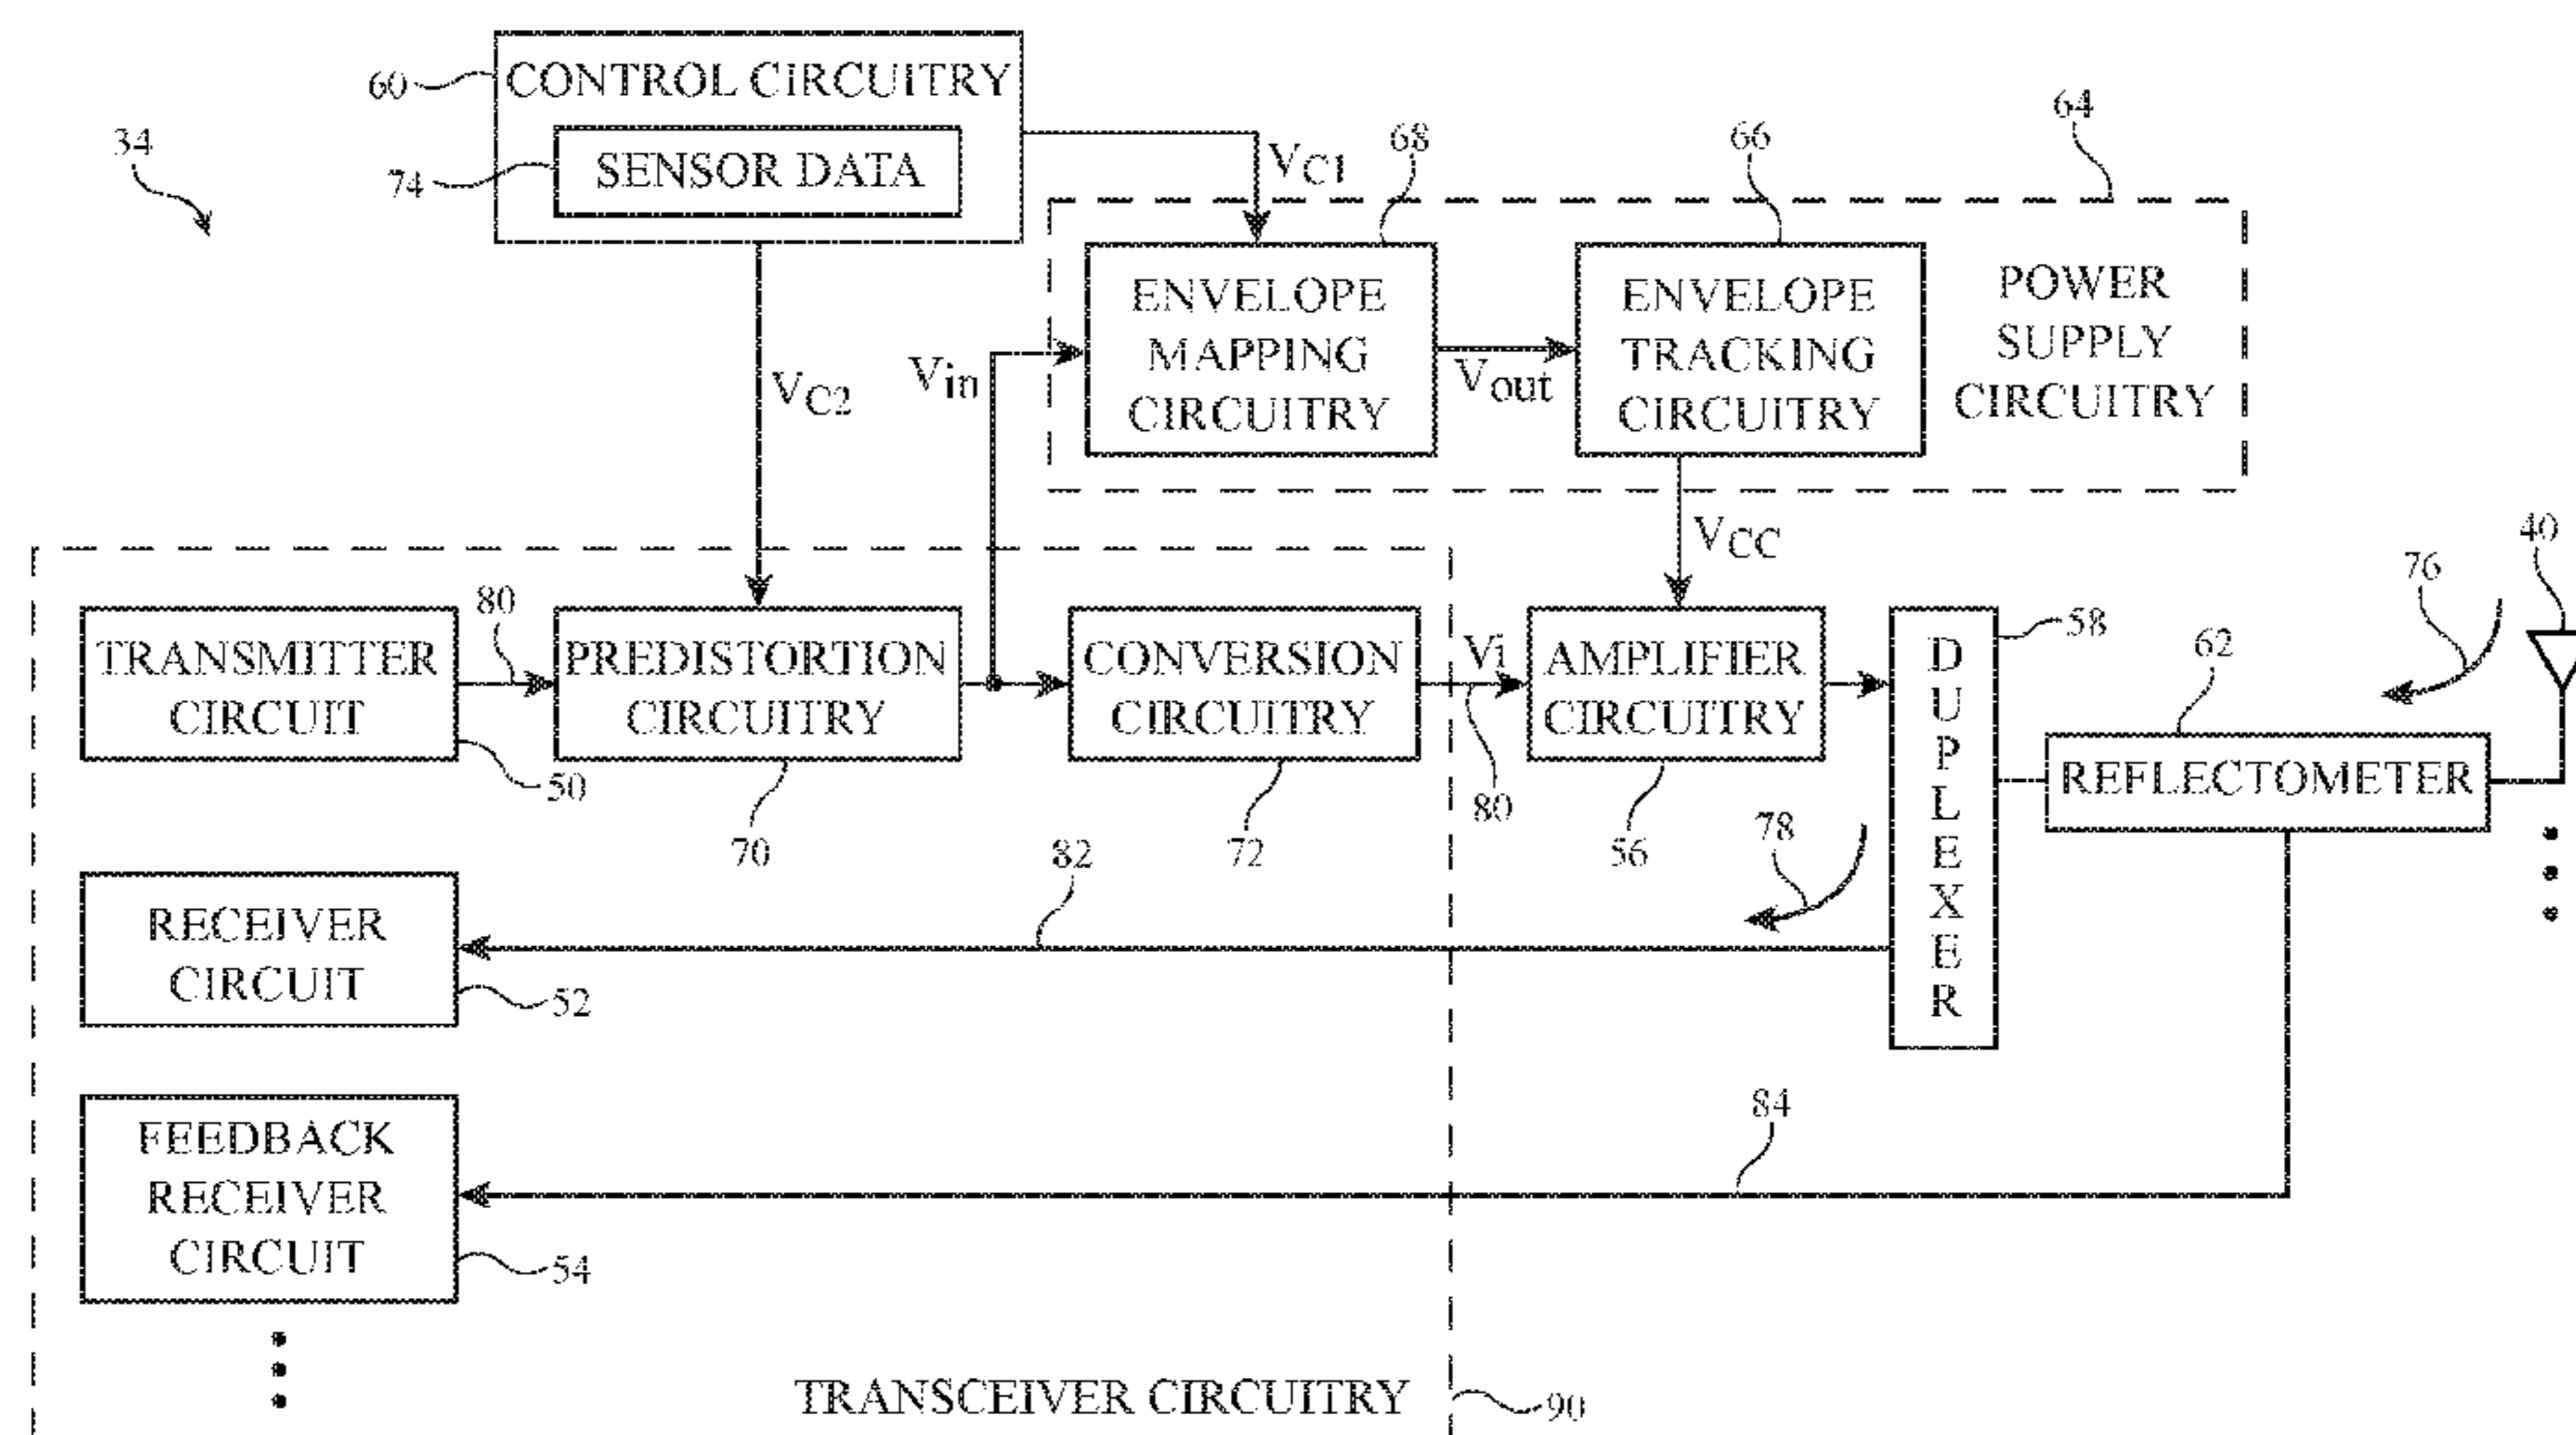 60
CONTROL CIRCUITRY
74
SENSOR DATA
34
VC1
68
66
64
ENVELOPE
MAPPING
CIRCUITRY
ENVELOPE
TRACKING
CIRCUITRY
POWER
SUPPLY
CIRCUITRY
VC2
Vin
Vout
VCC
40
76
80
TRANSMITTER
CIRCUIT
50
PREDISTORTION
CIRCUITRY
70
CONVERSION
CIRCUITRY
72
Vi
80
AMPLIFIER
CIRCUITRY
56
DUPLEXER
58
62
REFLECTOMETER
78
82
RECEIVER
CIRCUIT
52
84
FEEDBACK
RECEIVER
CIRCUIT
54
TRANSCEIVER CIRCUITRY
90